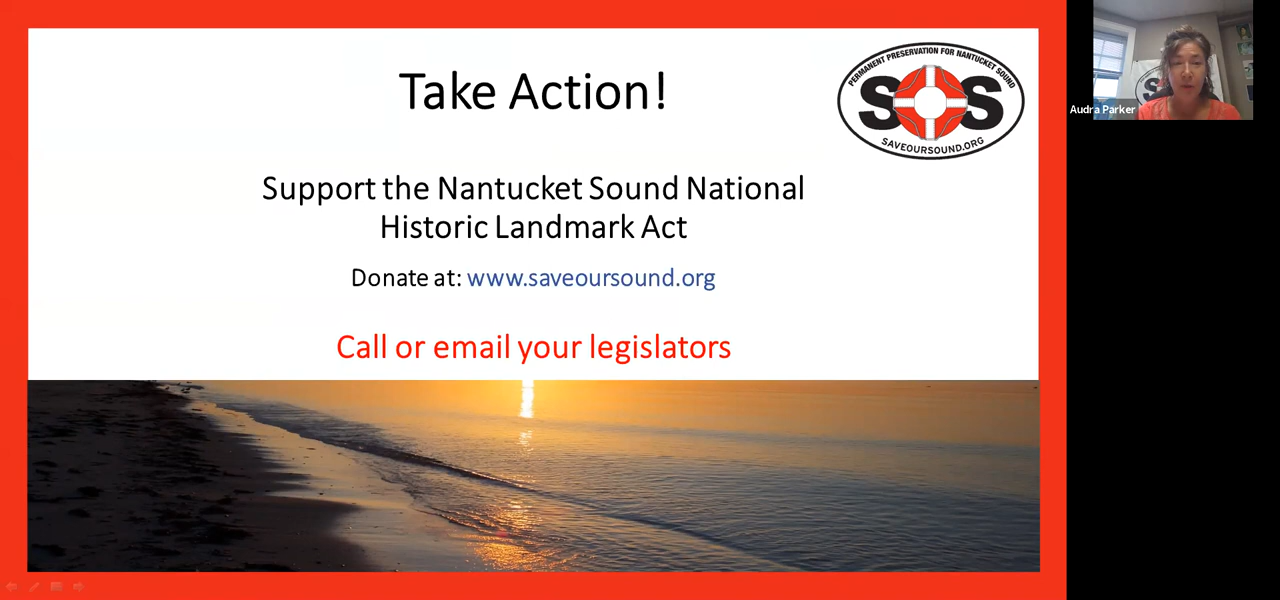 Take Action!
PERMANENT PRESERVATION FOR NANTUCKET SOUND
SOS
SAVEOURSOUND.ORG
Audra Parker
Support the Nantucket Sound National
Historic Landmark Act
Donate at: www.saveoursound.org
Call or email your legislators